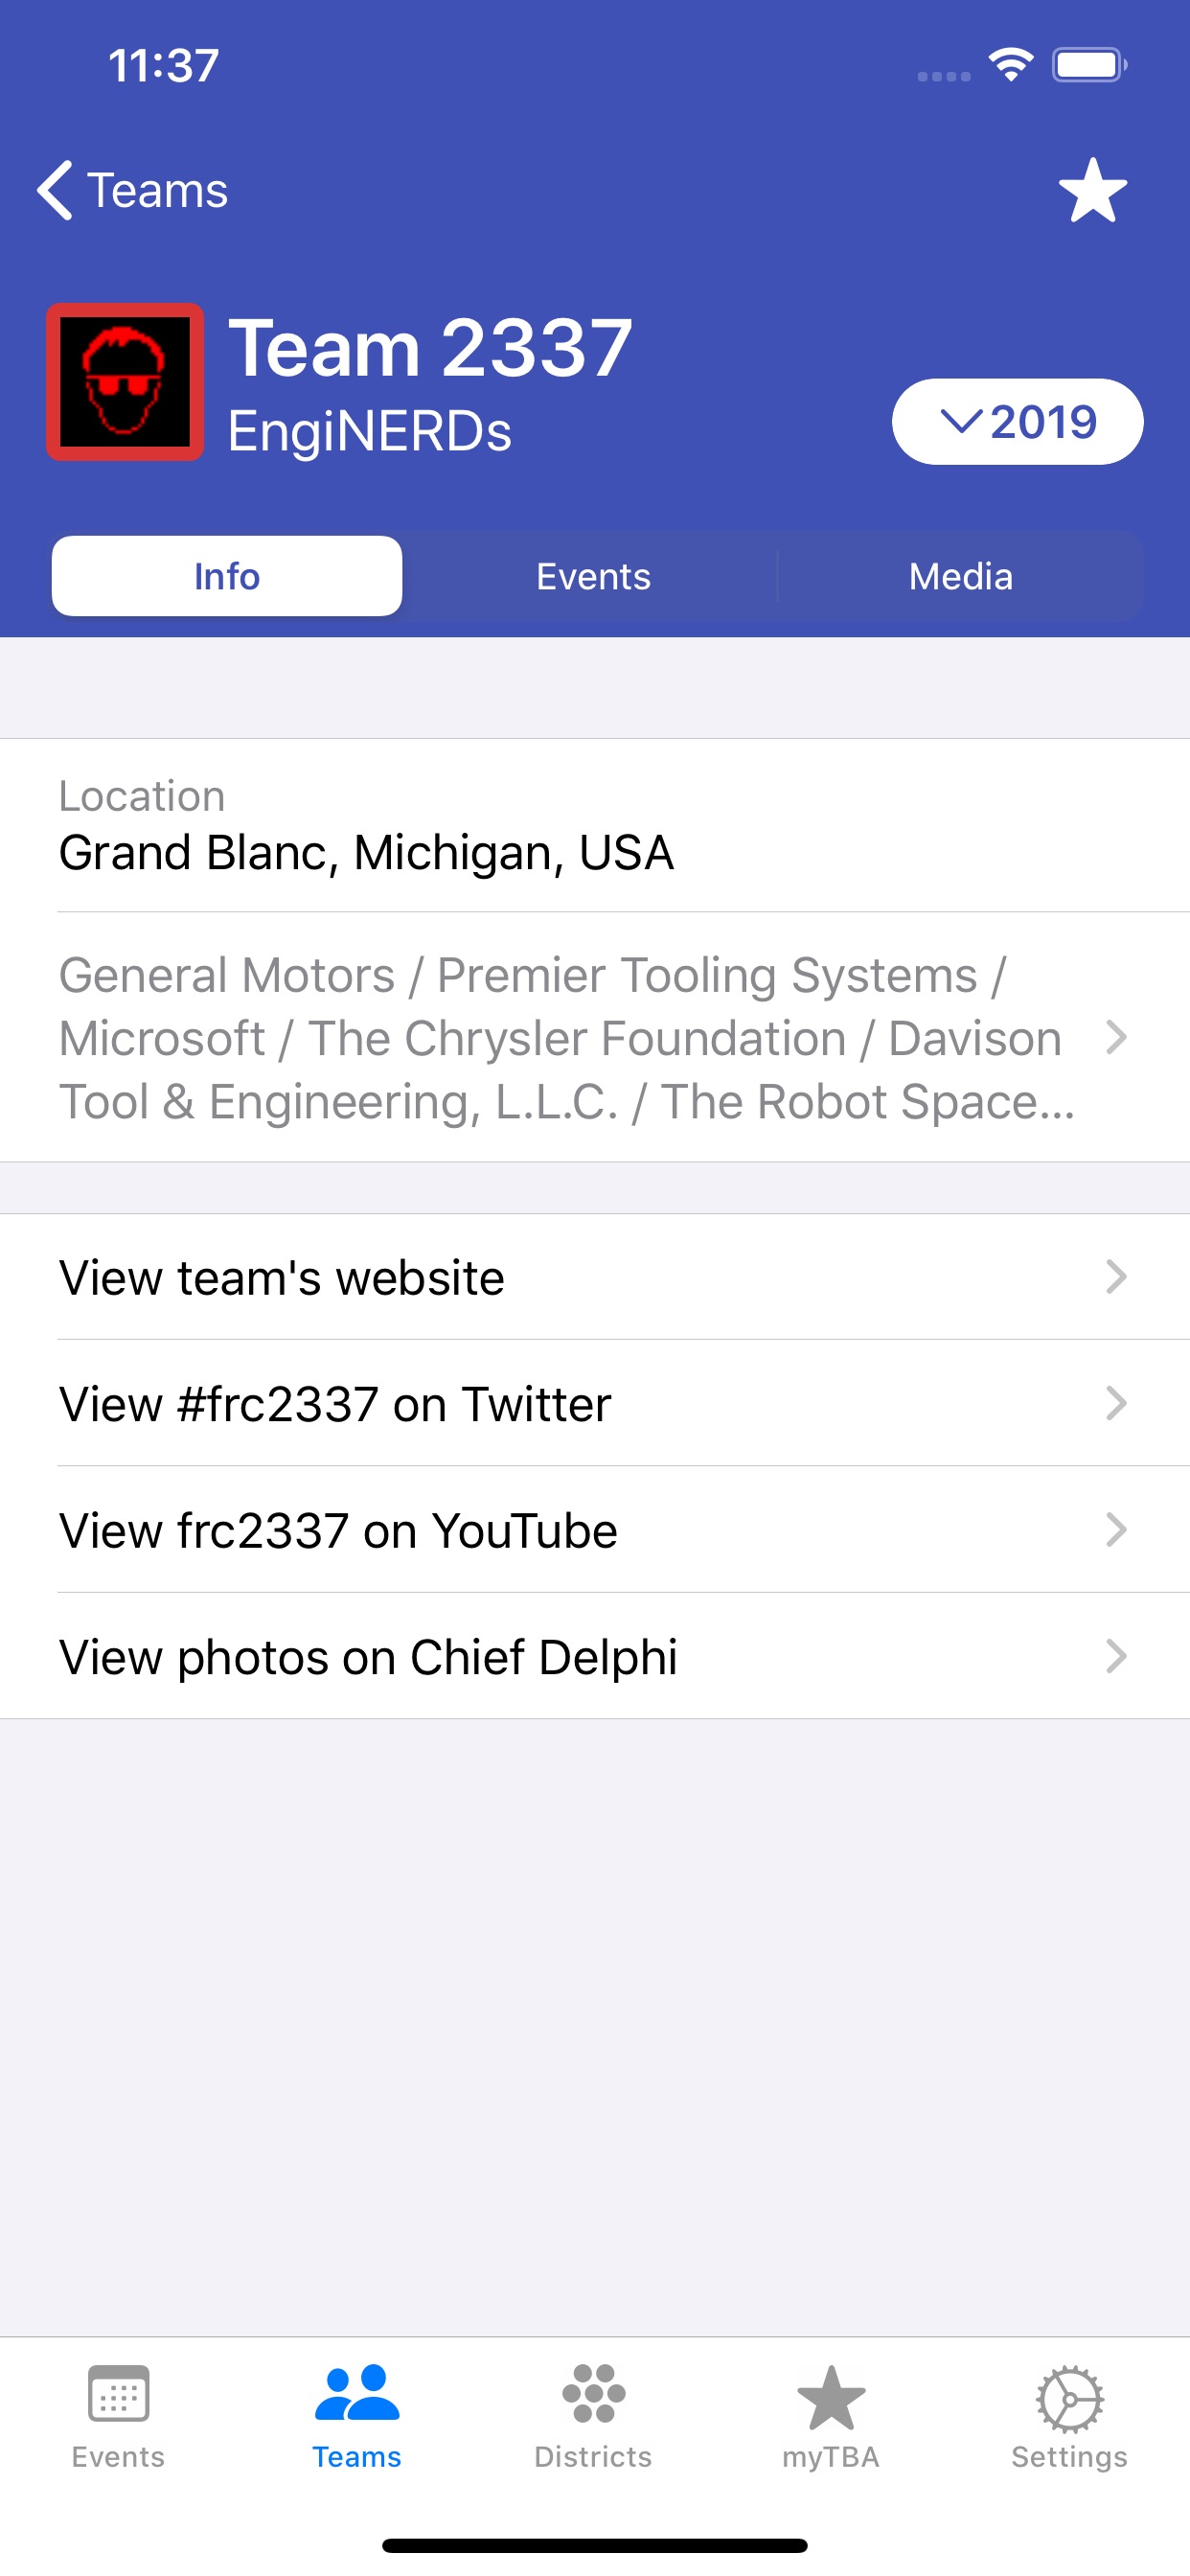 11:37
Teams
Team 2337
EngiNERDs
2019
Info
Events
Media
Location
Grand Blanc, Michigan, USA
General Motors / Premier Tooling Systems /
Microsoft / The Chrysler Foundation / Davison
Tool & Engineering, L.L.C. / The Robot Space...
View team's website
View #frc2337 on Twitter
View frc2337 on YouTube
View photos on Chief Delphi
Events
Teams
Districts
myTBA
Settings